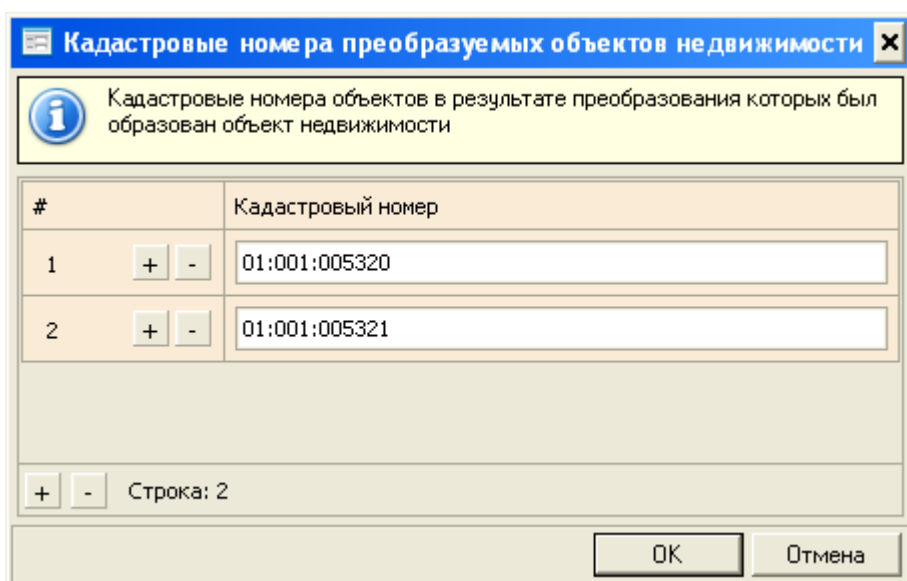 Кадастровые номера преобразуемых объектов недвижимости
Кадастровые номера объектов в результате преобразования которых был
образован объект недвижимости
# Кадастровый номер
1 + - 01:001:005320
2 + - 01:001:005321
+ - Строка: 2
OK Отмена